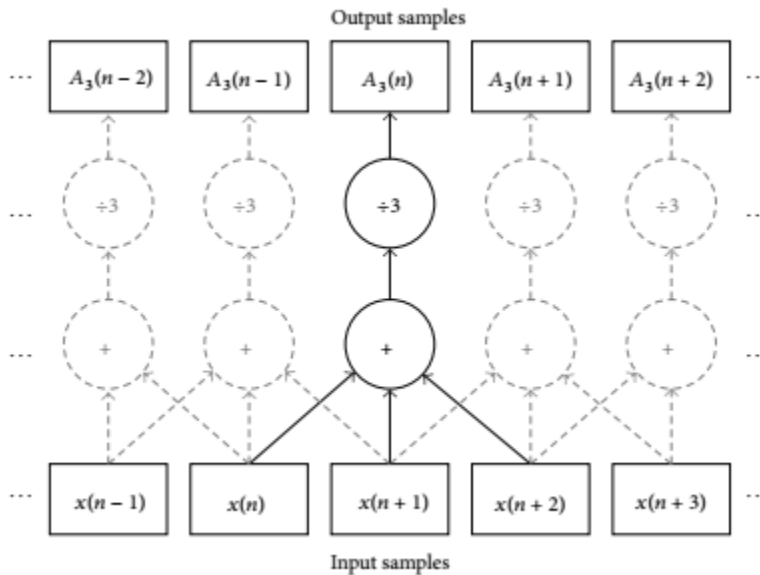 Output samples
... A₃(n − 2) A₃(n − 1) A₃(n) A₃(n + 1) A₃(n + 2) ...
... ÷3 ÷3 ÷3 ÷3 ÷3 ...
... + + + + + ...
... x(n − 1) x(n) x(n + 1) x(n + 2) x(n + 3) ...
Input samples